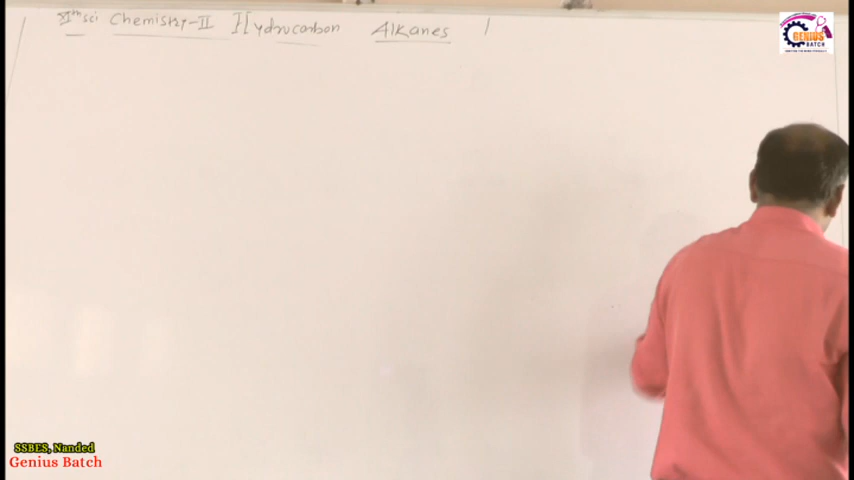 XIth sci Chemistry-II Hydrocarbon Alkanes
GENIUS
BATCH
SSBES, Nanded
Genius Batch